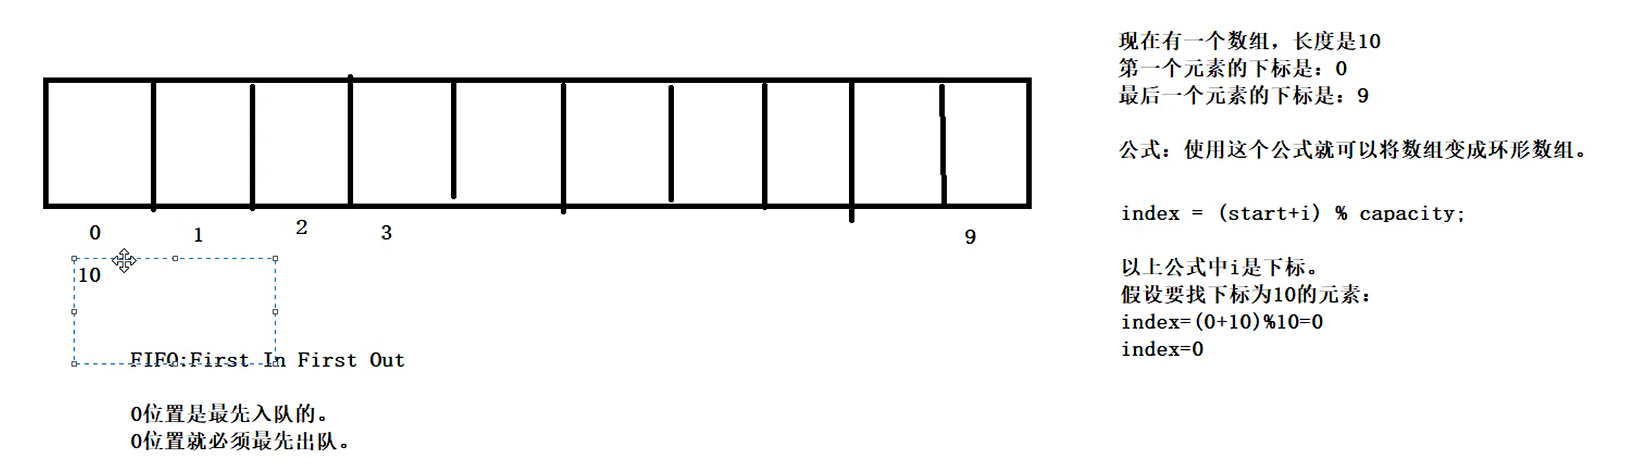 现在有一个数组，长度是10
第一个元素的下标是：0
最后一个元素的下标是：9
公式：使用这个公式就可以将数组变成环形数组。
index = (start+i) % capacity;
以上公式中i是下标。
假设要找下标为10的元素：
index=(0+10)%10=0
index=0
0 1 2 3 9
10
FIFO:First In First Out
0位置是最先入队的。
0位置就必须最先出队。